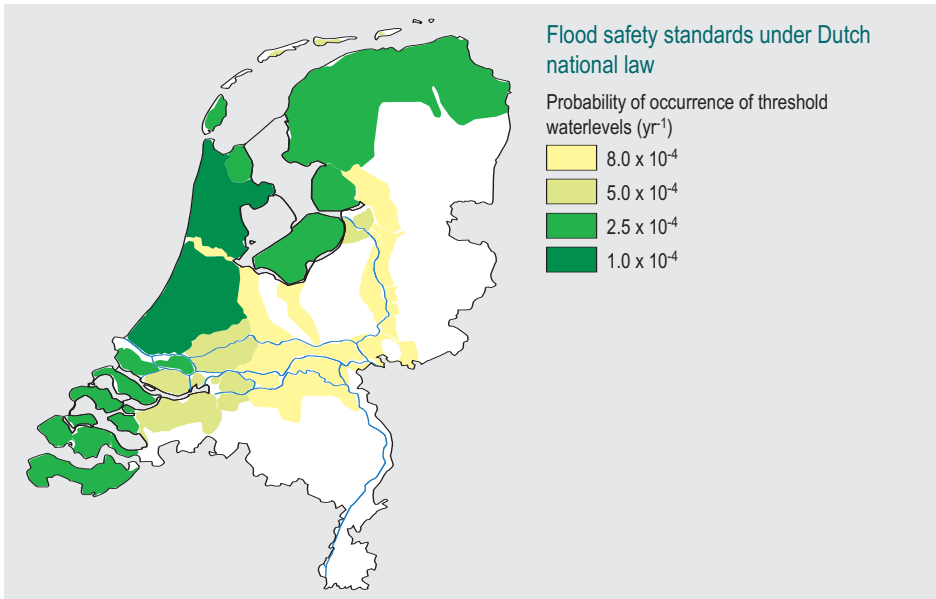 Flood safety standards under Dutch
national law
Probability of occurrence of threshold
waterlevels (yr⁻¹)
8.0 x 10⁻⁴
5.0 x 10⁻⁴
2.5 x 10⁻⁴
1.0 x 10⁻⁴